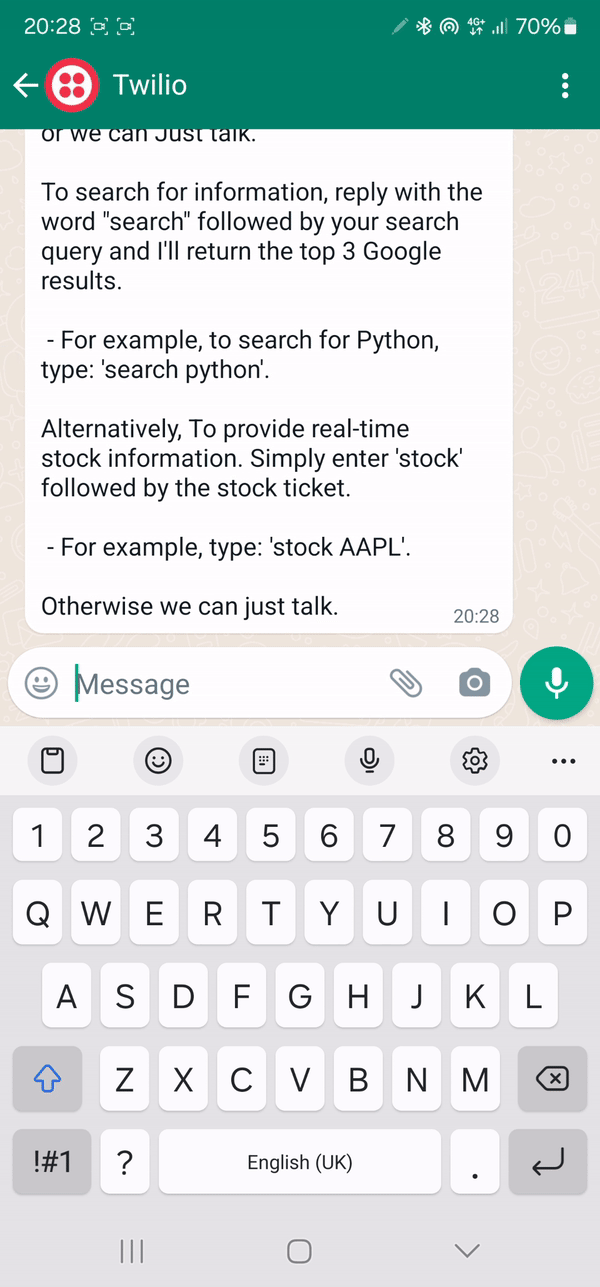 20:28 4G+ 70%
Twilio
or we can Just talk.
To search for information, reply with the
word "search" followed by your search
query and I'll return the top 3 Google
results.
- For example, to search for Python,
type: 'search python'.
Alternatively, To provide real-time
stock information. Simply enter 'stock'
followed by the stock ticket.
- For example, type: 'stock AAPL'.
Otherwise we can just talk.
20:28
Message
1 2 3 4 5 6 7 8 9 0
Q W E R T Y U I O P
A S D F G H J K L
Z X C V B N M
!#1 ? English (UK) .